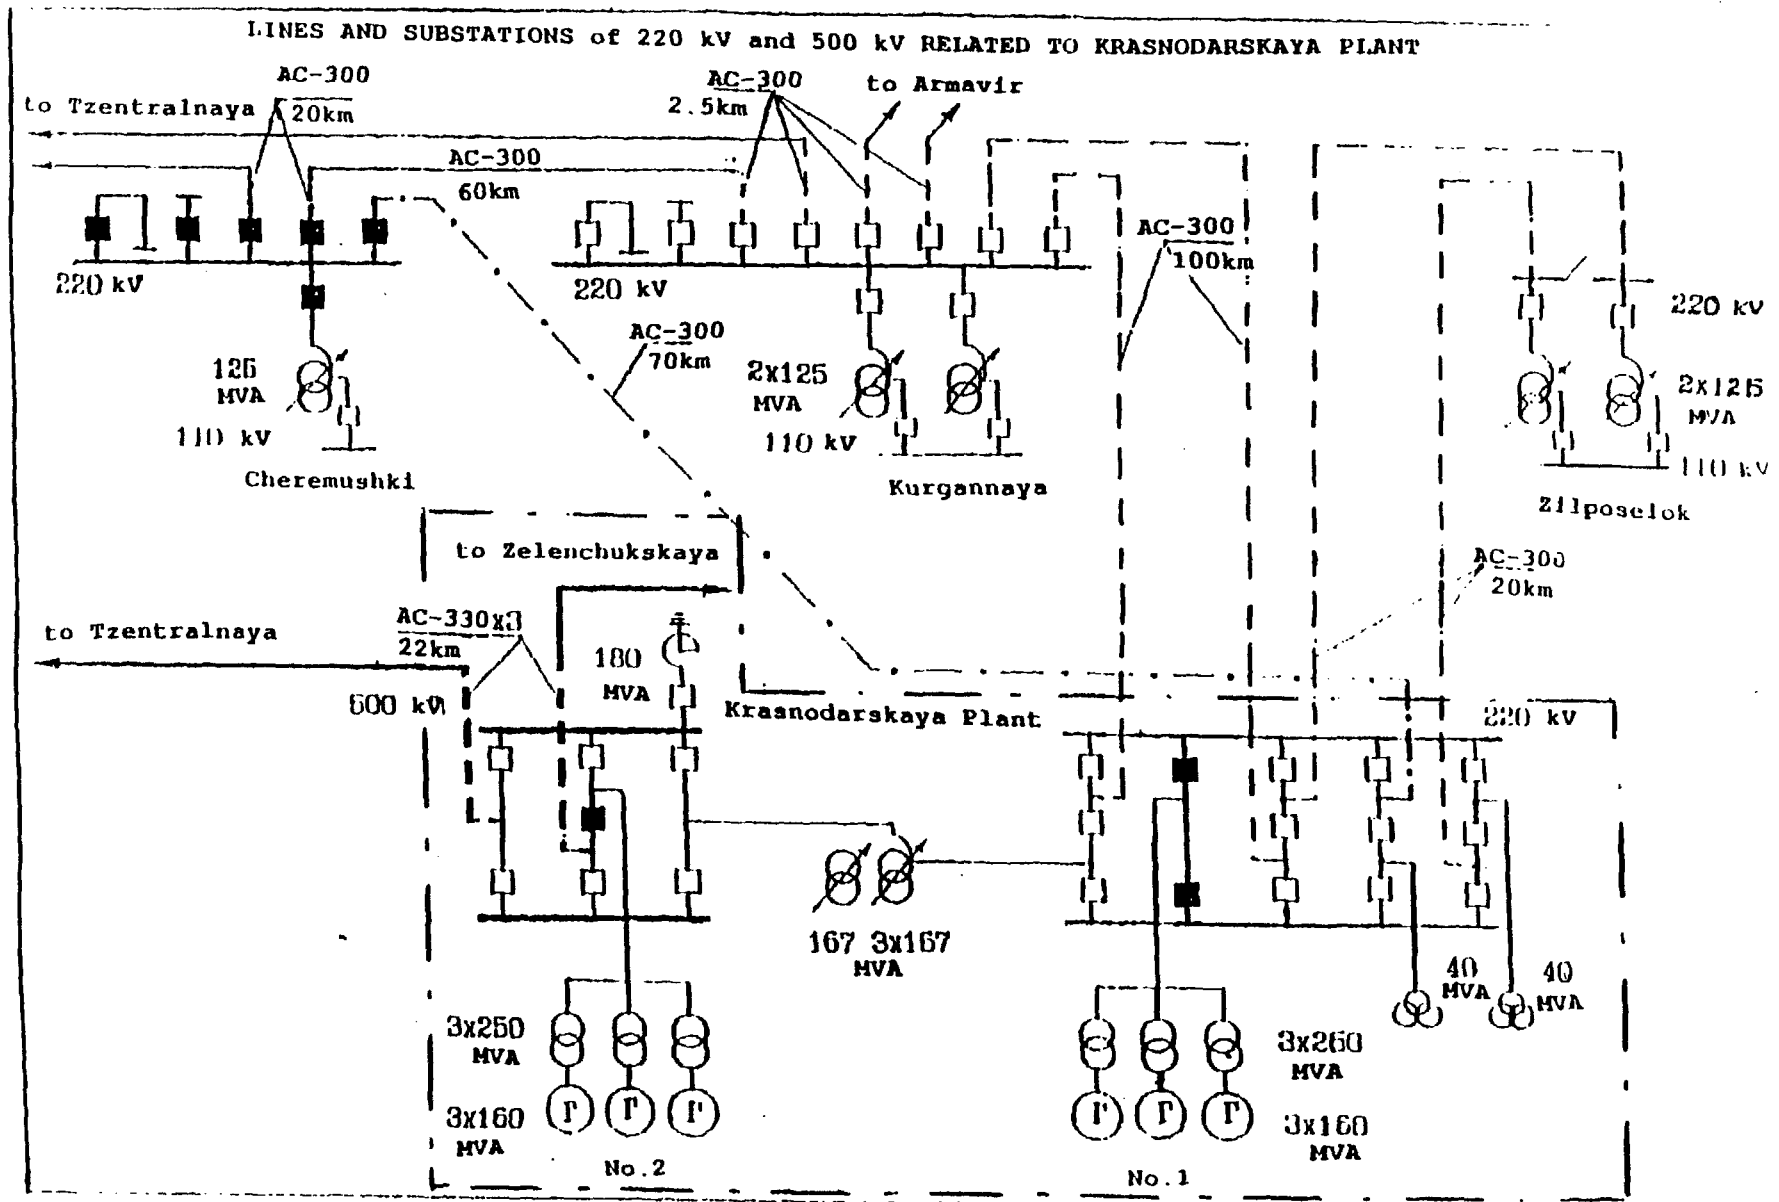 LINES AND SUBSTATIONS of 220 kV and 500 kV RELATED TO KRASNODARSKAYA PLANT
AC-300
20km
to Tzentralnaya
AC-300
2.5km
to Armavir
AC-300
60km
AC-300
100km
220 kV
220 kV
220 kV
AC-300
70km
125
MVA
110 kV
Cheremushki
2x125
MVA
110 kV
Kurgannaya
2x125
MVA
110 kV
Zilposelok
to Zelenchukskaya
AC-300
20km
AC-330x3
22km
to Tzentralnaya
180
MVA
500 kV
Krasnodarskaya Plant
220 kV
167 3x167
MVA
40
MVA
40
MVA
3x250
MVA
3x160
MVA
Г Г Г
No.2
3x250
MVA
3x160
MVA
Г Г Г
No.1